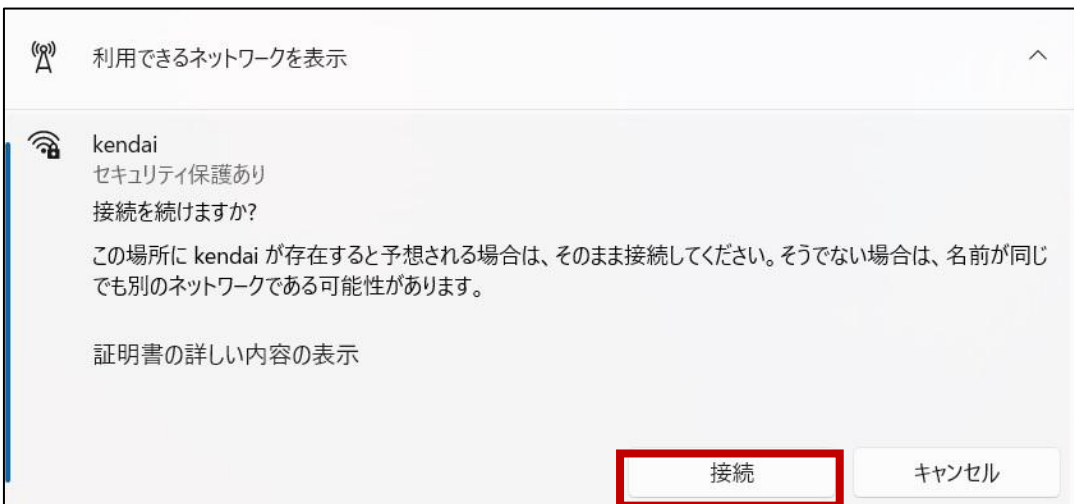 利用できるネットワークを表示
kendai
セキュリティ保護あり
接続を続けますか?
この場所に kendai が存在すると予想される場合は、そのまま接続してください。そうでない場合は、名前が同じ
でも別のネットワークである可能性があります。
証明書の詳しい内容の表示
接続 キャンセル